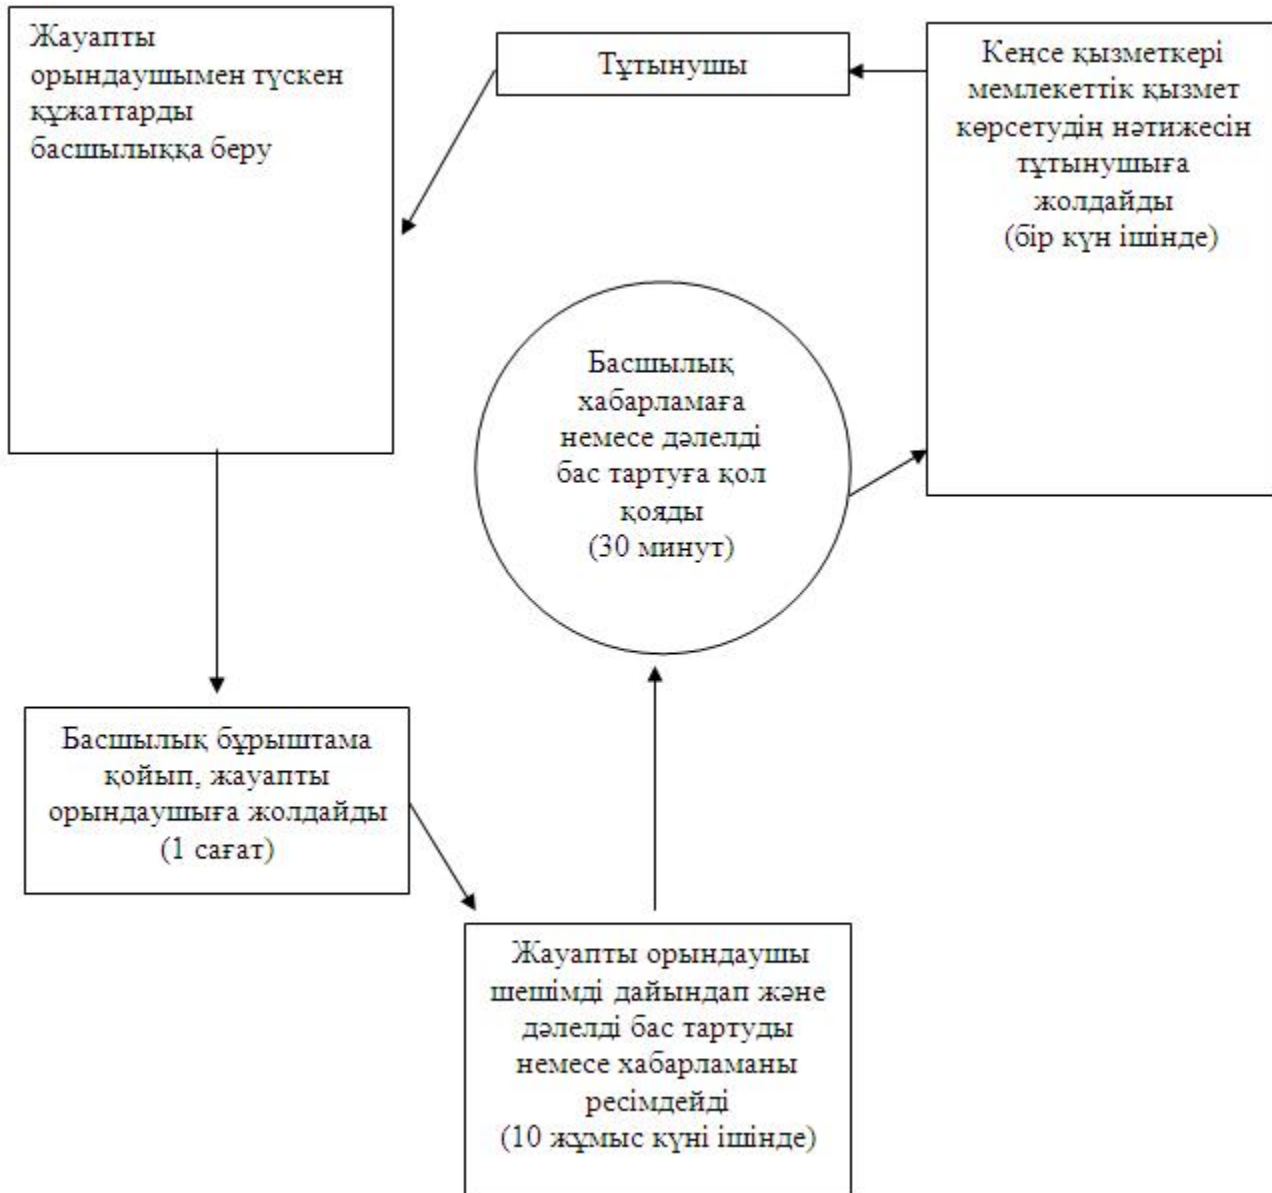 Жауапты
орындаушымен түскен
құжаттарды
басшылыққа беру
Тұтынушы
Кеңсе қызметкері
мемлекеттік қызмет
көрсетудің нәтижесін
тұтынушыға
жолдайды
(бір күн ішінде)
Басшылық
хабарламаға
немесе дәлелді
бас тартуға қол
қояды
(30 минут)
Басшылық бұрыштама
қойып, жауапты
орындаушыға жолдайды
(1 сағат)
Жауапты орындаушы
шешімді дайындап және
дәлелді бас тартуды
немесе хабарламаны
ресімдейді
(10 жұмыс күні ішінде)